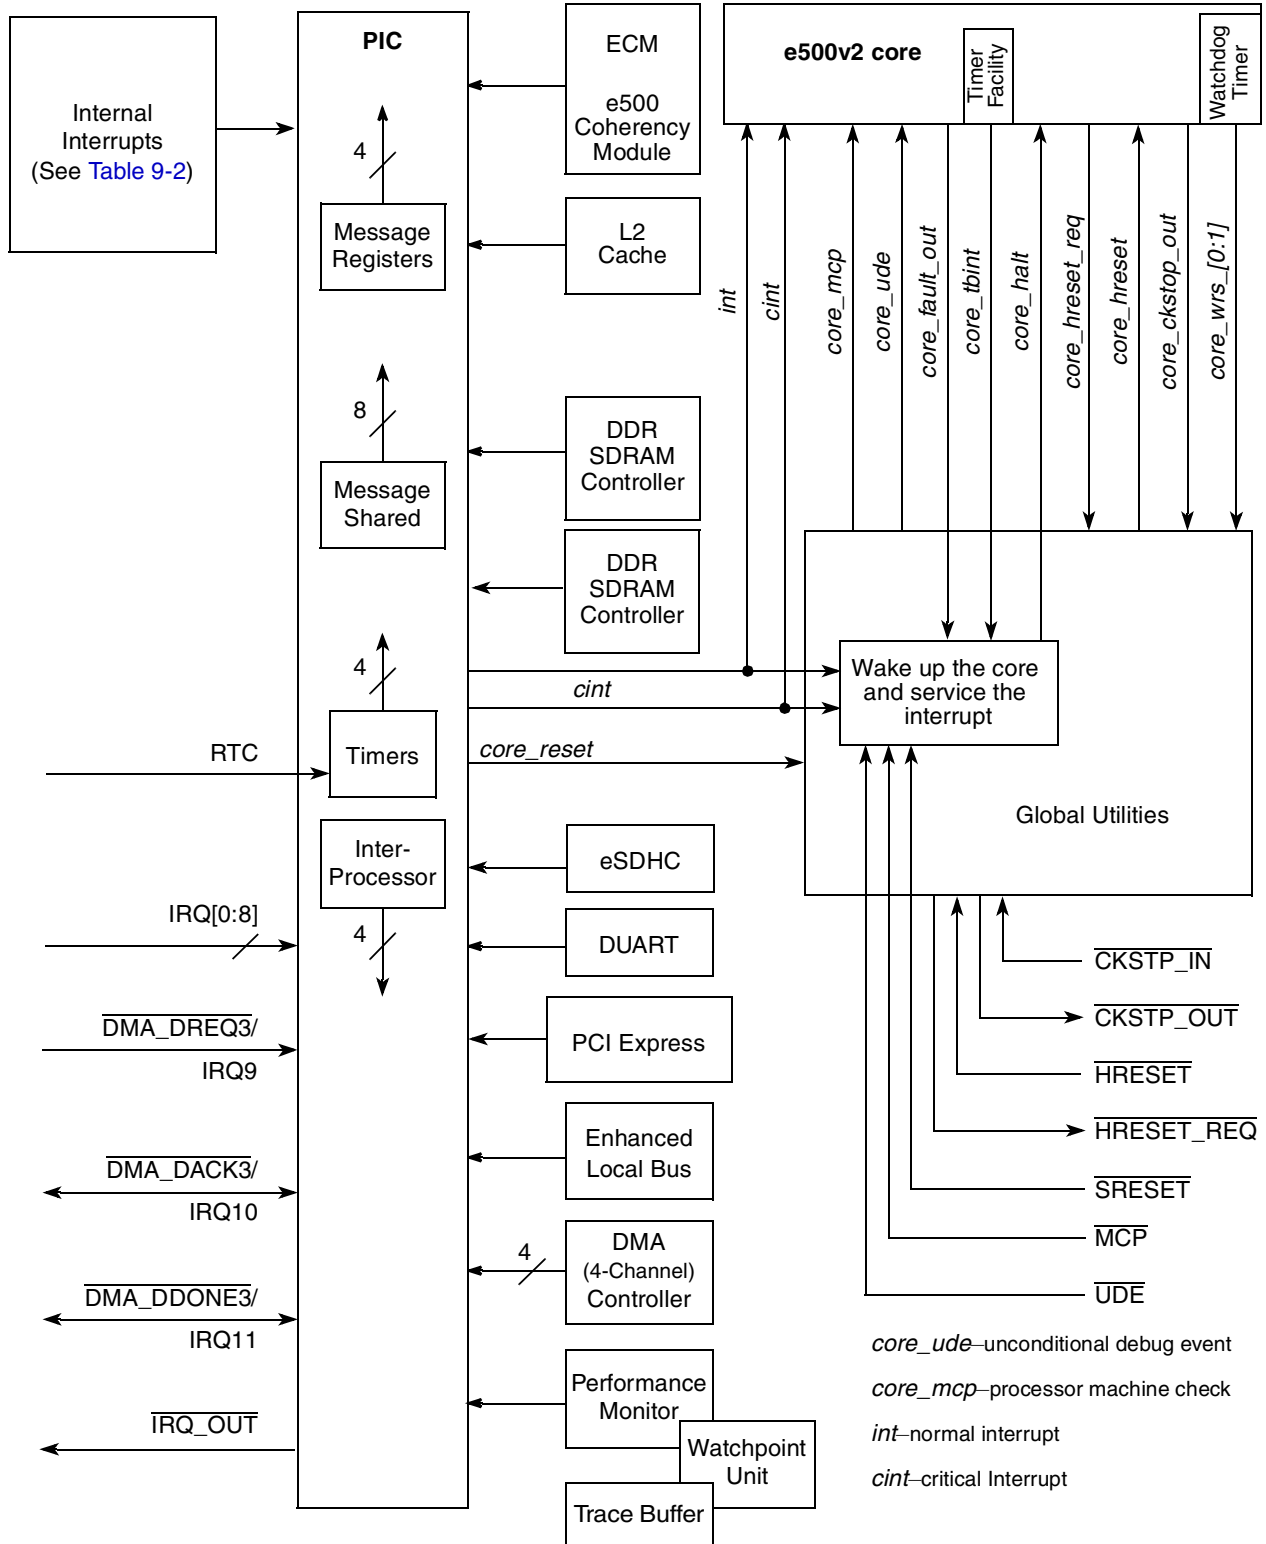 Internal
Interrupts
(See Table 9-2)
PIC
4
Message
Registers
8
Message
Shared
4
Timers
RTC
Inter-
Processor
4
IRQ[0:8]
DMA_DREQ3/
IRQ9
DMA_DACK3/
IRQ10
DMA_DDONE3/
IRQ11
IRQ_OUT
ECM
e500
Coherency
Module
L2
Cache
DDR
SDRAM
Controller
DDR
SDRAM
Controller
cint
core_reset
eSDHC
DUART
PCI Express
Enhanced
Local Bus
4
DMA
(4-Channel)
Controller
Performance
Monitor
Watchpoint
Unit
Trace Buffer
e500v2 core
Timer
Facility
Watchdog
Timer
int
cint
core_mcp
core_ude
core_fault_out
core_tbint
core_halt
core_hreset_req
core_hreset
core_ckstop_out
core_wrs_[0:1]
Wake up the core
and service the
interrupt
Global Utilities
CKSTP_IN
CKSTP_OUT
HRESET
HRESET_REQ
SRESET
MCP
UDE
core_ude–unconditional debug event
core_mcp–processor machine check
int–normal interrupt
cint–critical Interrupt